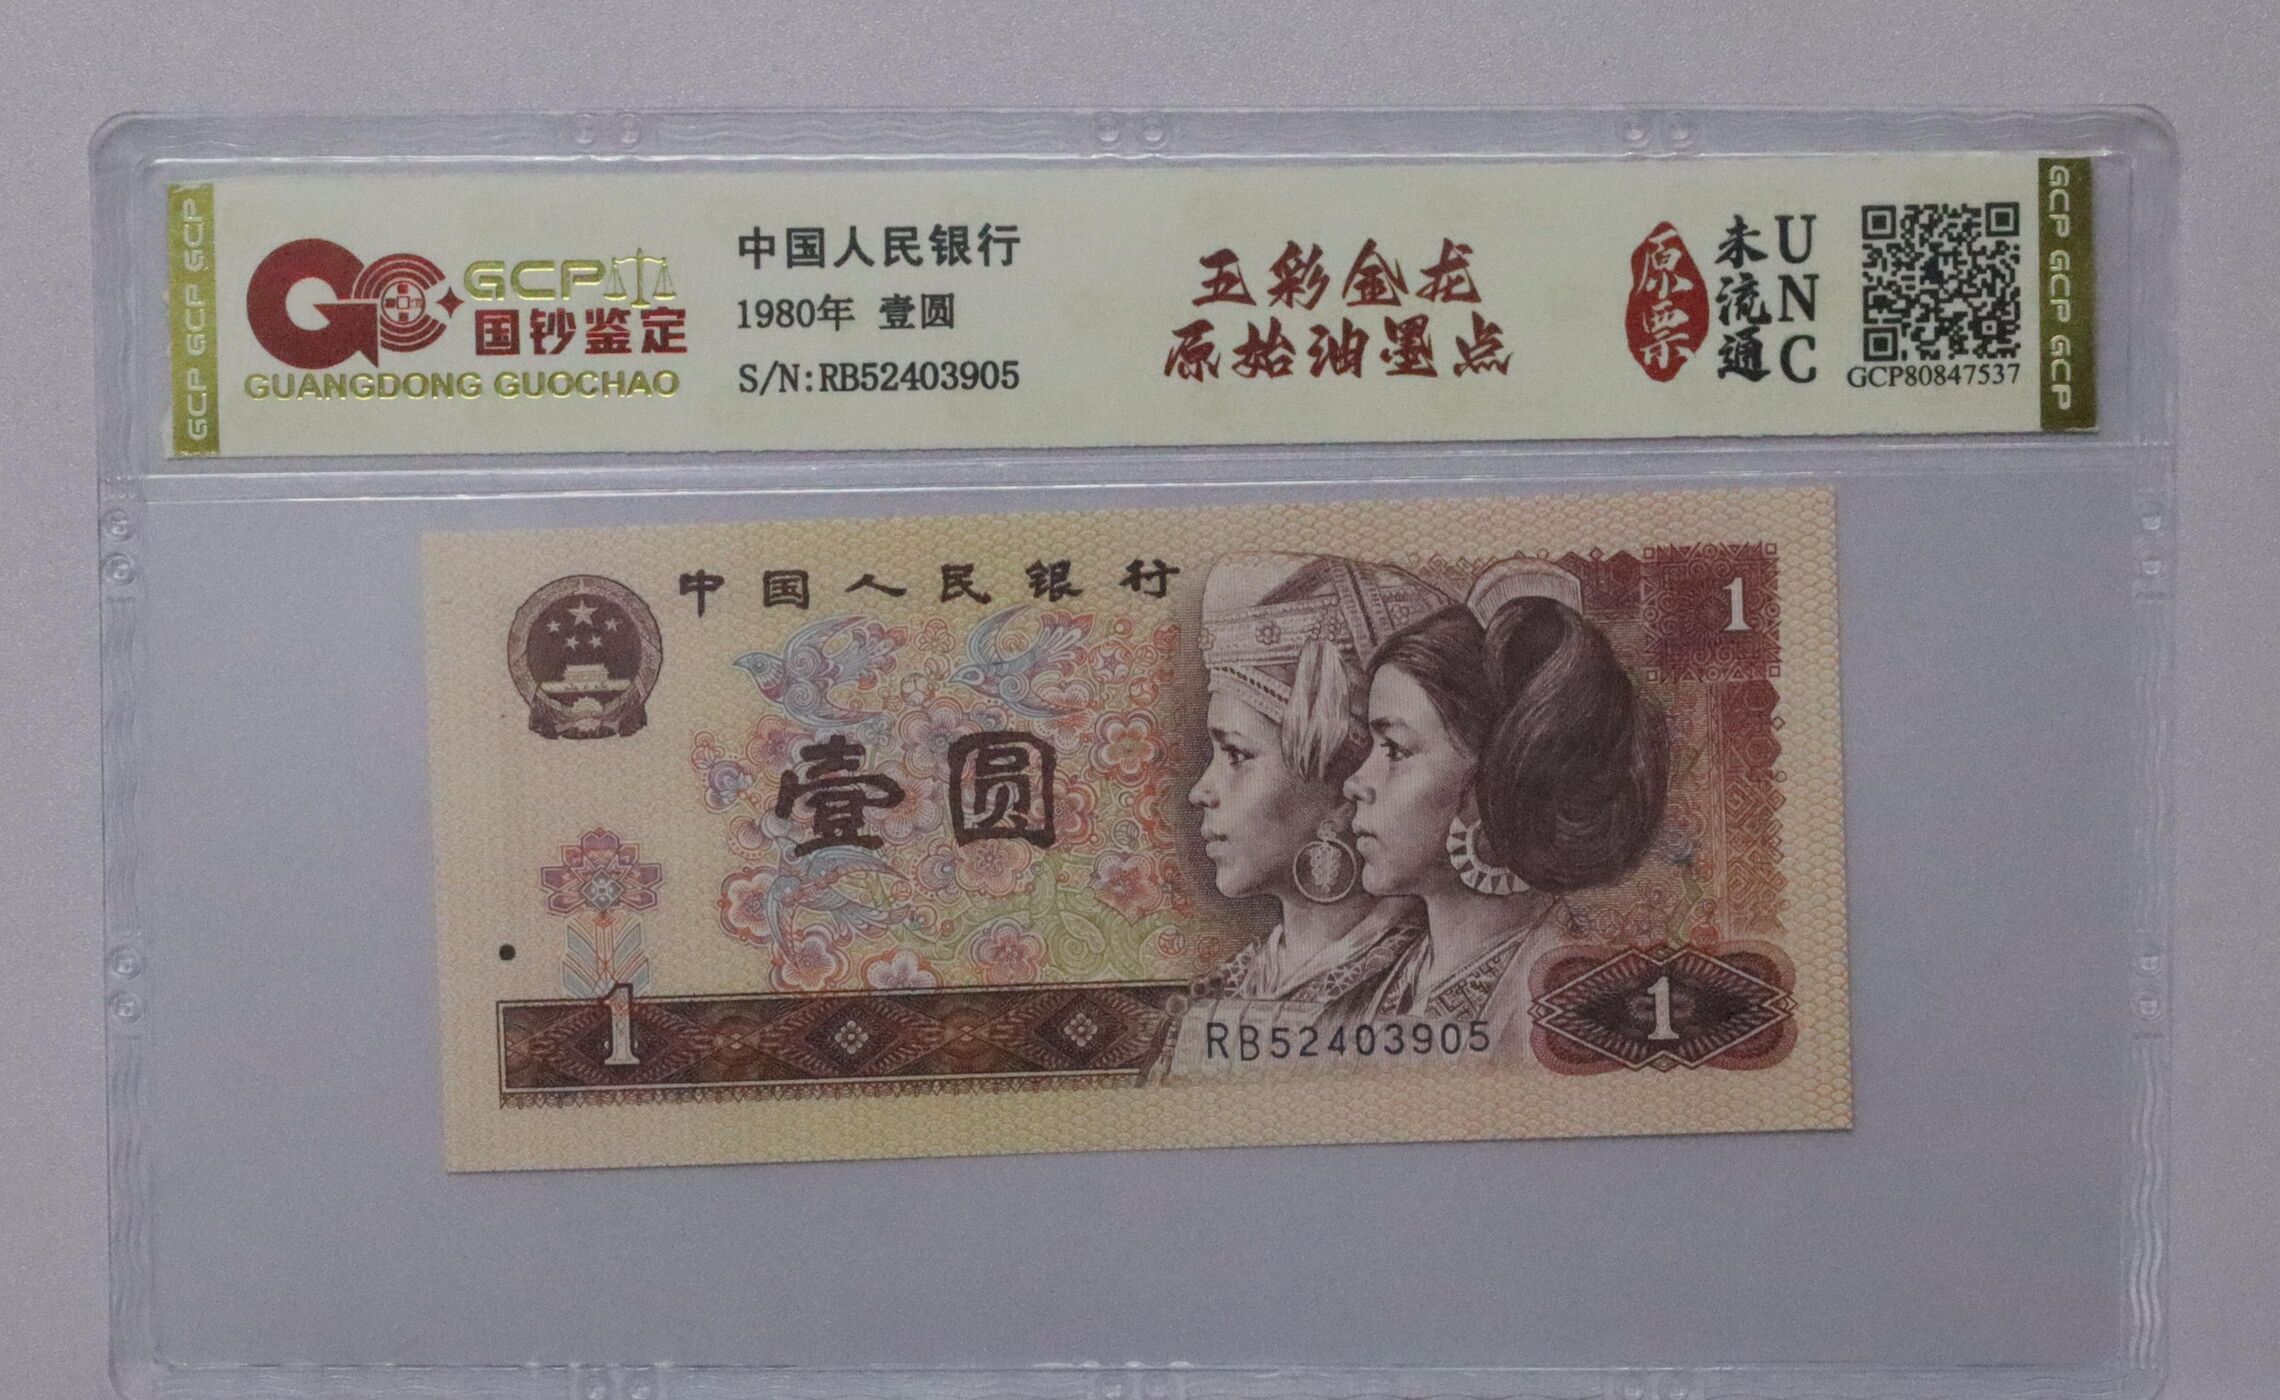 GCP GCP GCP
GCP
国钞鉴定
GUANGDONG GUOCHAO
中国人民银行
1980年 壹圆
S/N:RB52403905
五彩金龙
原始油墨点
原票
未流通
UNC
GCP80847537
GCP GCP GCP
中国人民银行
1
壹圆
1
RB52403905
1